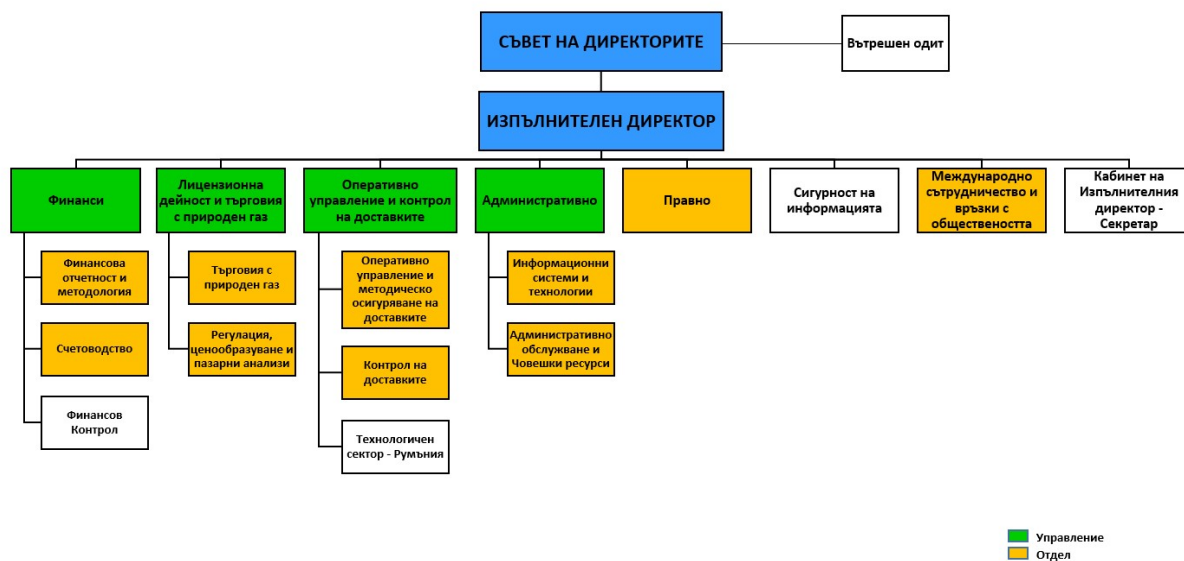 СЪВЕТ НА ДИРЕКТОРИТЕ
Вътрешен одит
ИЗПЪЛНИТЕЛЕН ДИРЕКТОР
Финанси
Лицензионна
дейност и търговия
с природен газ
Оперативно
управление и контрол
на доставките
Административно
Правно
Сигурност на
информацията
Международно
сътрудничество и
връзки с
обществеността
Кабинет на
Изпълнителния
директор -
Секретар
Финансова
отчетност и
методология
Счетоводство
Финансов
Контрол
Търговия с
природен газ
Регулация,
ценообразуване и
пазарни анализи
Оперативно
управление и
методическо
осигуряване на
доставките
Контрол на
доставките
Технологичен
сектор - Румъния
Информационни
системи и
технологии
Административно
обслужване и
Човешки ресурси
Управление
Отдел